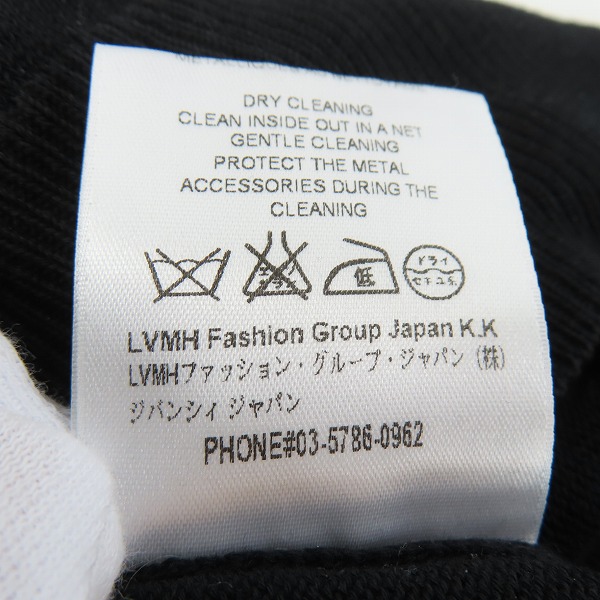 DRY CLEANING
CLEAN INSIDE OUT IN A NET
GENTLE CLEANING
PROTECT THE METAL
ACCESSORIES DURING THE
CLEANING
低 ドライ
セキユ系
LVMH Fashion Group Japan K.K
LVMHファッション・グループ・ジャパン (株)
ジバンシィ ジャパン
PHONE#03-5786-0962